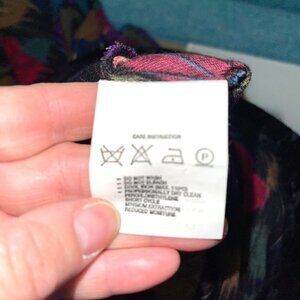 CARE INSTRUCTION
P
DO NOT WASH
DO NOT BLEACH
COOL IRON (MAX. 110°C)
PROFESSIONALLY DRY CLEAN
PERCHLOROETHYLENE
SHORT CYCLE
MINIMUM EXTRACTION
REDUCED MOISTURE